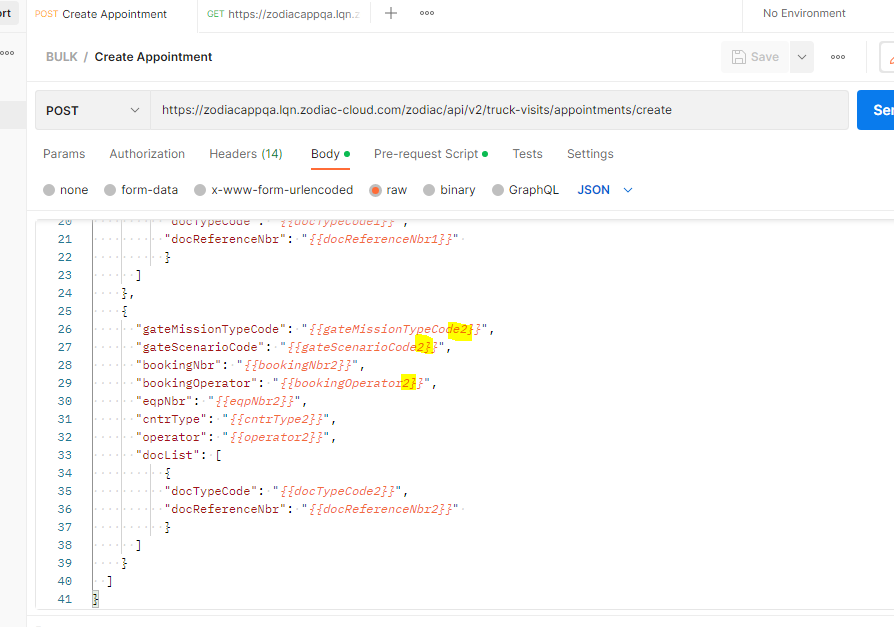 ort
POST Create Appointment
GET https://zodiacappqa.lqn.z
No Environment
BULK / Create Appointment
Save
POST
https://zodiacappqa.lqn.zodiac-cloud.com/zodiac/api/v2/truck-visits/appointments/create
Sen
Params
Authorization
Headers (14)
Body
Pre-request Script
Tests
Settings
none
form-data
x-www-form-urlencoded
raw
binary
GraphQL
JSON
20 "docTypeCode": "{{docTypeCode1}}",
21 "docReferenceNbr": "{{docReferenceNbr1}}"
22 }
23 ]
24 },
25 {
26 "gateMissionTypeCode": "{{gateMissionTypeCode2}}",
27 "gateScenarioCode": "{{gateScenarioCode2}}",
28 "bookingNbr": "{{bookingNbr2}}",
29 "bookingOperator": "{{bookingOperator2}}",
30 "eqpNbr": "{{eqpNbr2}}",
31 "cntrType": "{{cntrType2}}",
32 "operator": "{{operator2}}",
33 "docList": [
34 {
35 "docTypeCode": "{{docTypeCode2}}",
36 "docReferenceNbr": "{{docReferenceNbr2}}"
37 }
38 ]
39 }
40 ]
41 }